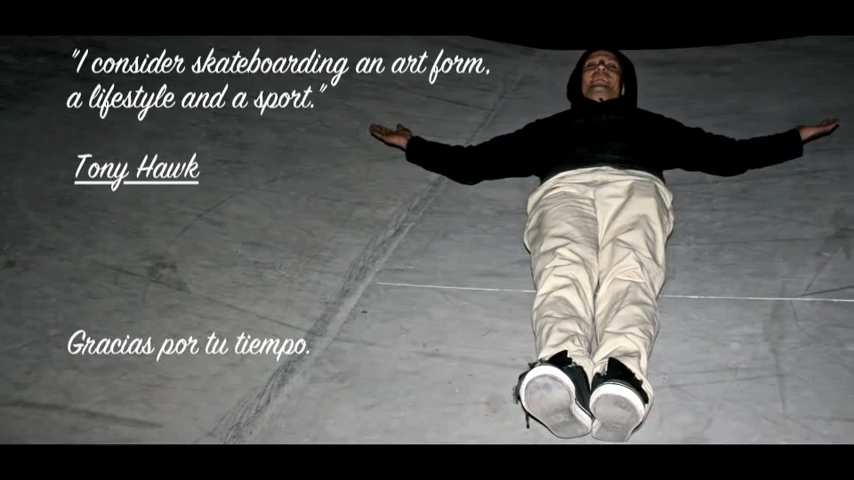 "I consider skateboarding an art form,
a lifestyle and a sport."
Tony Hawk
Gracias por tu tiempo.